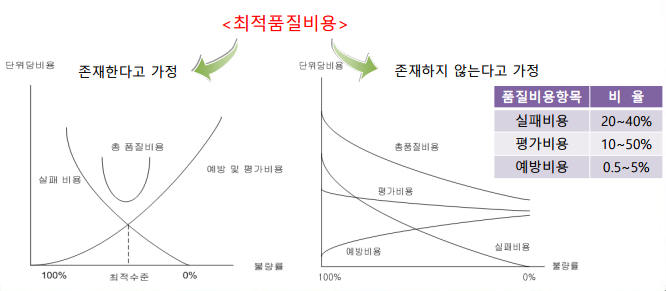 <최적품질비용>
존재한다고 가정
단위당비용
총 품질비용
실패 비용
예방 및 평가비용
100%
최적수준
0%
불량률
존재하지 않는다고 가정
단위당비용
총품질비용
평가비용
예방비용
실패비용
100%
0%
불량률
품질비용항목 비 율
실패비용 20~40%
평가비용 10~50%
예방비용 0.5~5%